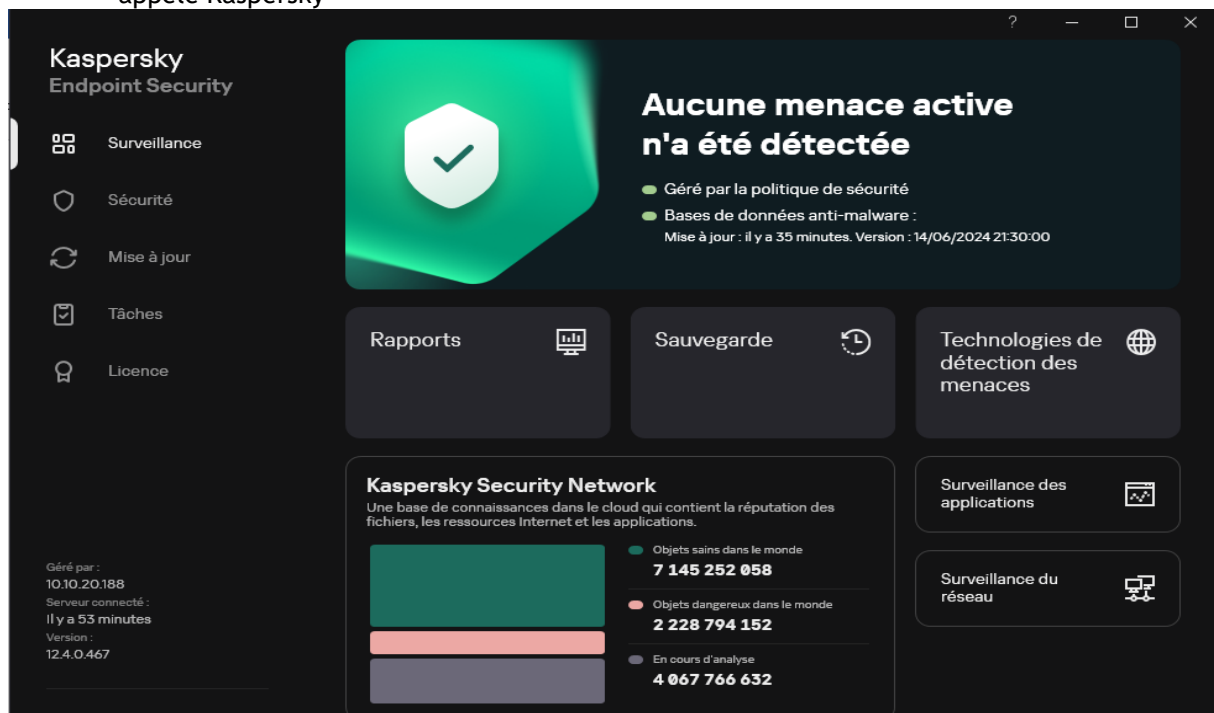 appelé Kaspersky
?
Kaspersky
Endpoint Security
Surveillance
Sécurité
Mise à jour
Tâches
Licence
Géré par :
10.10.20.188
Serveur connecté :
Il y a 53 minutes
Version :
12.4.0.467
Aucune menace active
n'a été détectée
Géré par la politique de sécurité
Bases de données anti-malware :
Mise à jour : il y a 35 minutes. Version : 14/06/2024 21:30:00
Rapports
Sauvegarde
Technologies de
détection des
menaces
Kaspersky Security Network
Une base de connaissances dans le cloud qui contient la réputation des
fichiers, les ressources Internet et les applications.
Objets sains dans le monde
7 145 252 058
Objets dangereux dans le monde
2 228 794 152
En cours d'analyse
4 067 766 632
Surveillance des
applications
Surveillance du
réseau